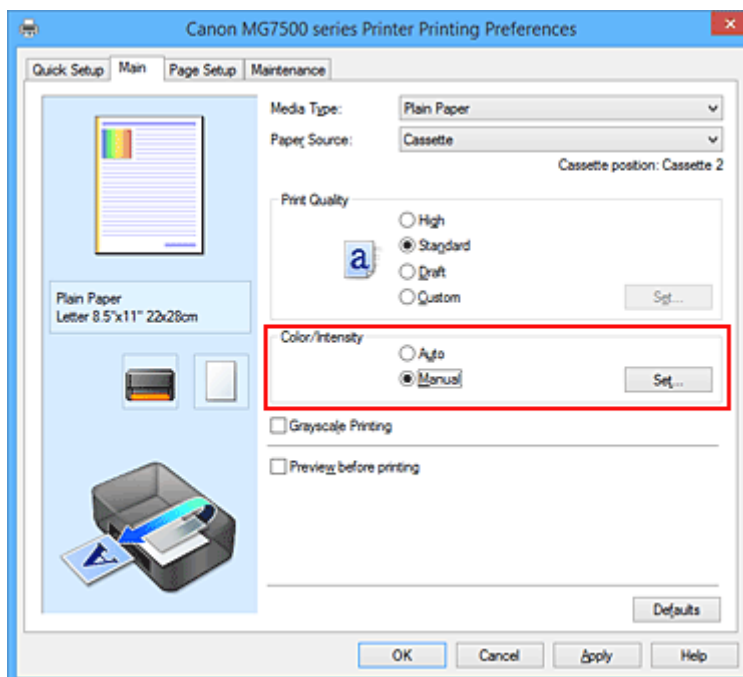 Canon MG7500 series Printer Printing Preferences
Quick Setup Main Page Setup Maintenance
Media Type: Plain Paper
Paper Source: Cassette
Cassette position: Cassette 2
Print Quality
High
a Standard
Draft
Custom Set...
Plain Paper
Letter 8.5"x11" 22x28cm
Color/Intensity
Auto
Manual Set...
Grayscale Printing
Preview before printing
A
Defaults
OK Cancel Apply Help